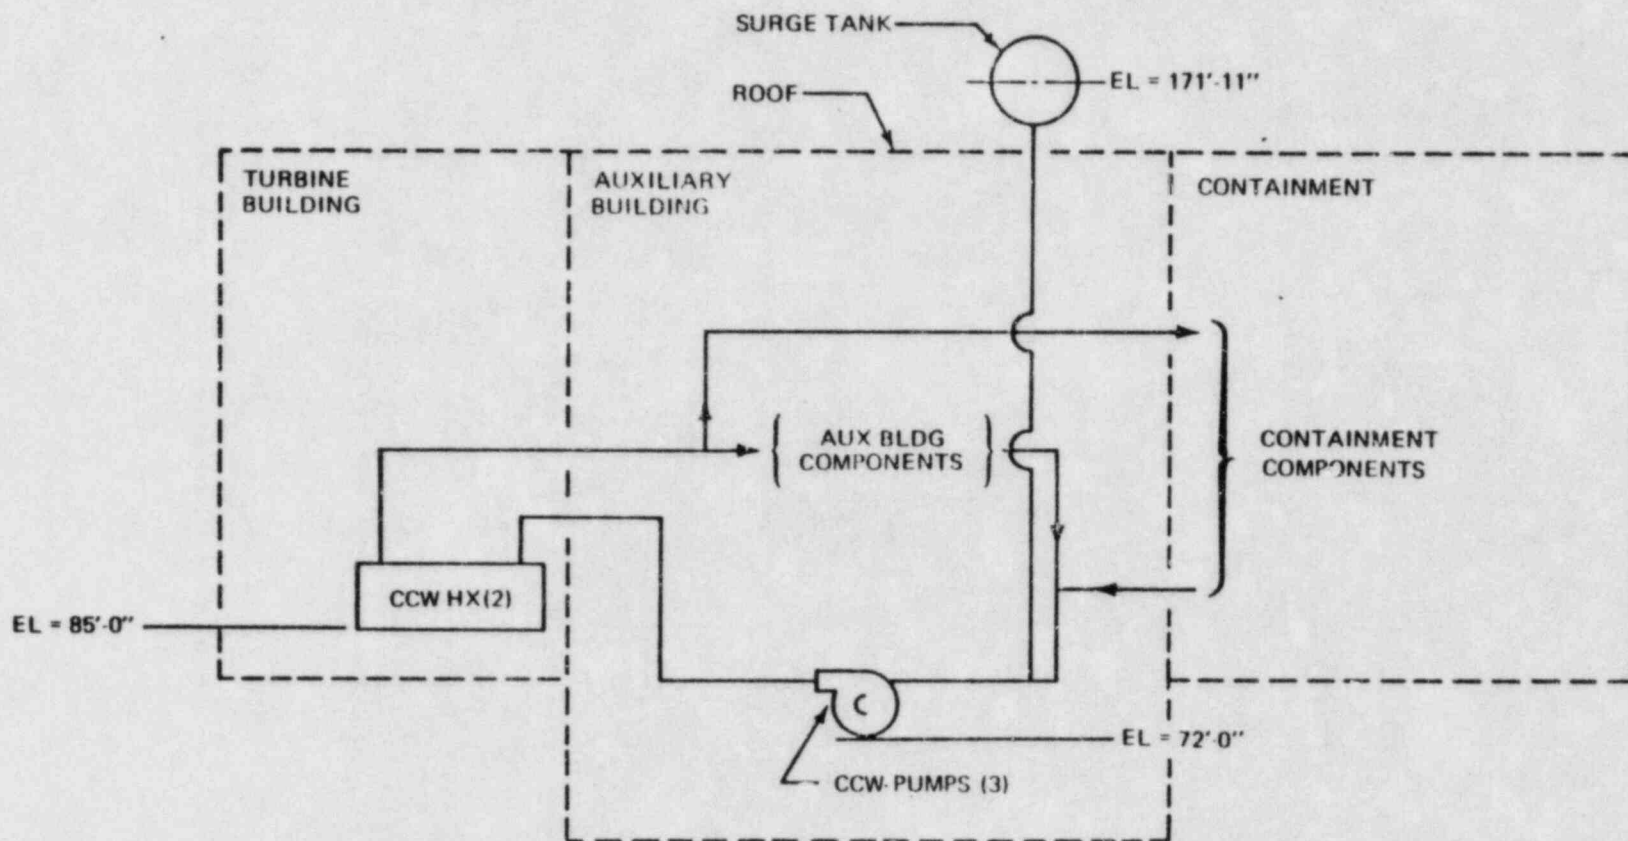 SURGE TANK
EL = 171'-11"
ROOF
TURBINE
BUILDING
AUXILIARY
BUILDING
CONTAINMENT
AUX BLDG
COMPONENTS
CONTAINMENT
COMPONENTS
CCW HX(2)
EL = 85'-0"
EL = 72'-0"
CCW-PUMPS (3)